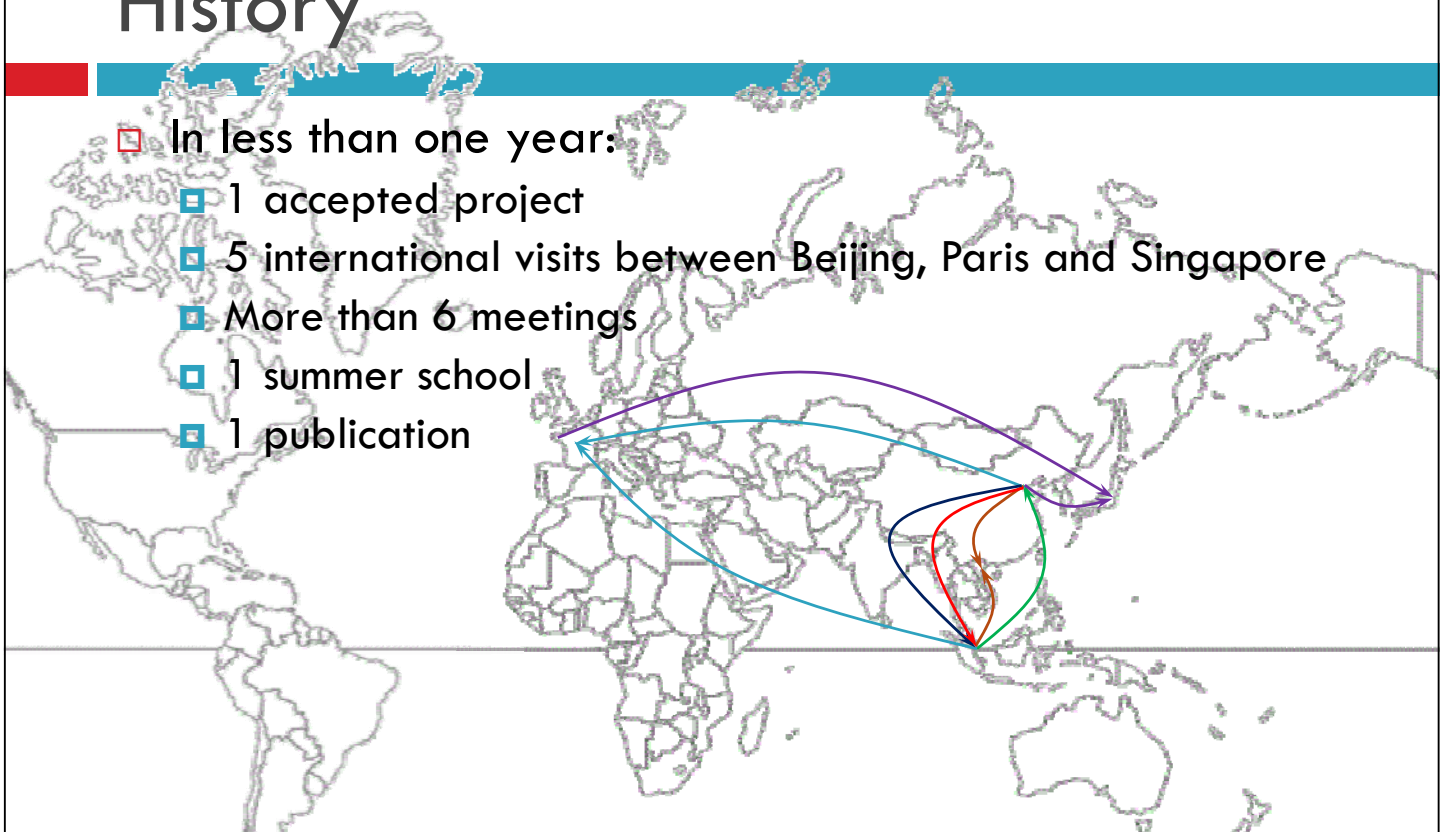 History
In less than one year:
1 accepted project
5 international visits between Beijing, Paris and Singapore
More than 6 meetings
1 summer school
1 publication